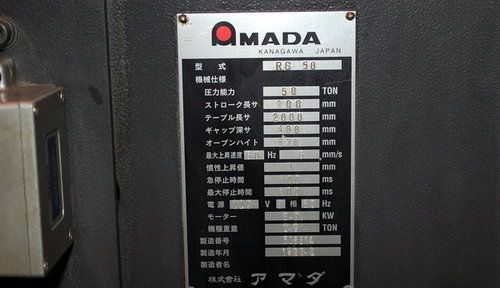 AMADA
KANAGAWA JAPAN
型式 RG 50
機械仕様
圧力能力 50 TON
ストローク長サ 100 mm
テーブル長サ 2000 mm
ギャップ深サ 400 mm
オープンハイト 370 mm
最大上昇速度 Hz mm/s
慣性上昇値 mm
急停止時間 ms
最大停止時間 ms
電源 V 相 Hz
モーター KW
機種重量 TON
製造番号
製造年月
製造者名
株式會社 アマダ